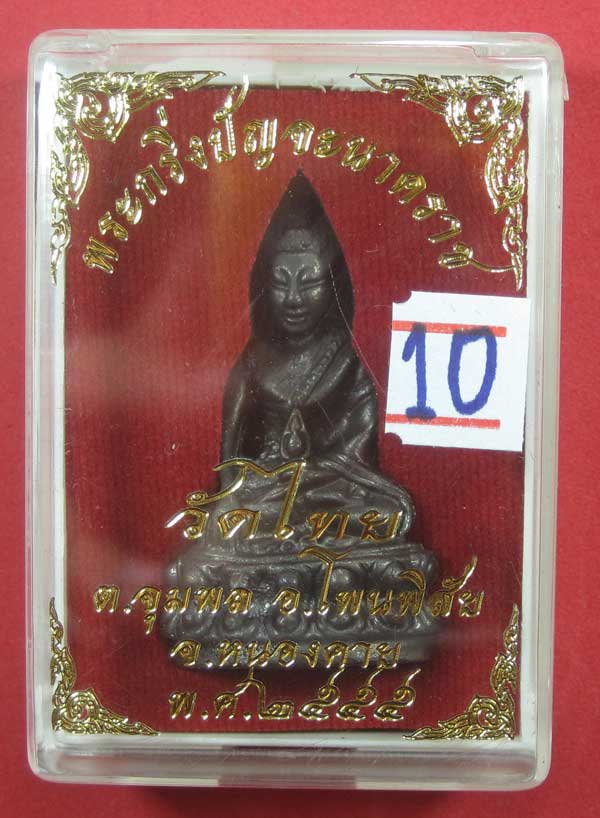 พระกริ่งปัญจะนาคราช
10
วัดไทย
ต.จุมพล อ.โพนพิสัย
จ.หนองคาย
พ.ศ.๒๕๕๕